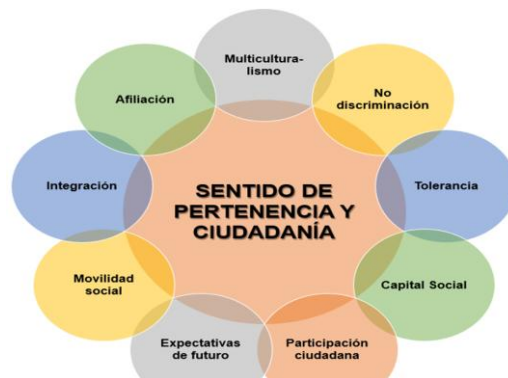 Multicultura-
lismo
No
discriminación
Tolerancia
Capital Social
Participación
ciudadana
Expectativas
de futuro
Movilidad
social
Integración
Afiliación
SENTIDO DE
PERTENENCIA Y
CIUDADANÍA